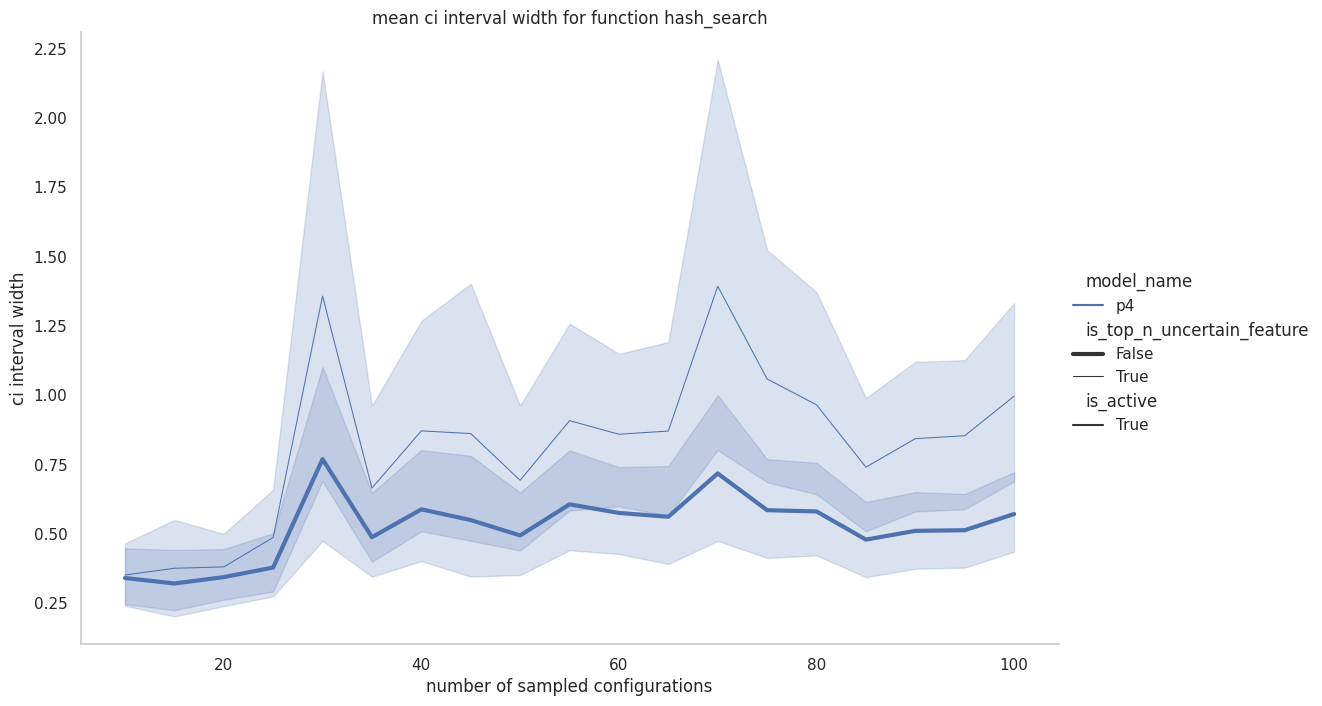 mean ci interval width for function hash_search
ci interval width
2.25
2.00
1.75
1.50
1.25
1.00
0.75
0.50
0.25
20
40
60
80
100
number of sampled configurations
model_name
p4
is_top_n_uncertain_feature
False
True
is_active
True